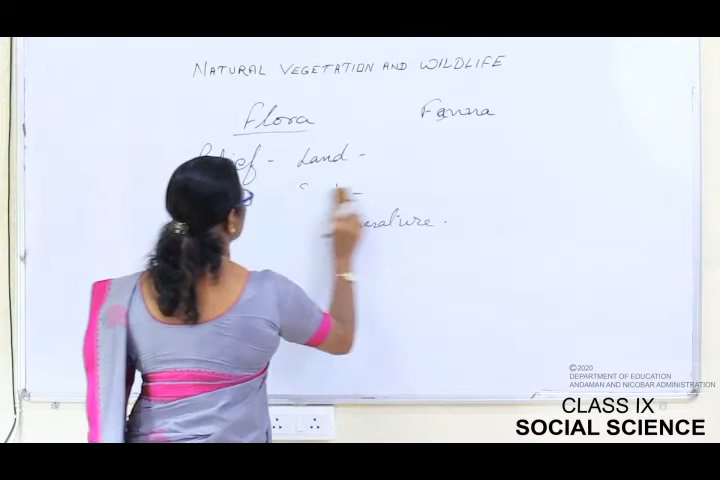 NATURAL VEGETATION AND WILDLIFE
Flora Fauna
Land -
©2020
DEPARTMENT OF EDUCATION
ANDAMAN AND NICOBAR ADMINISTRATION
CLASS IX
SOCIAL SCIENCE